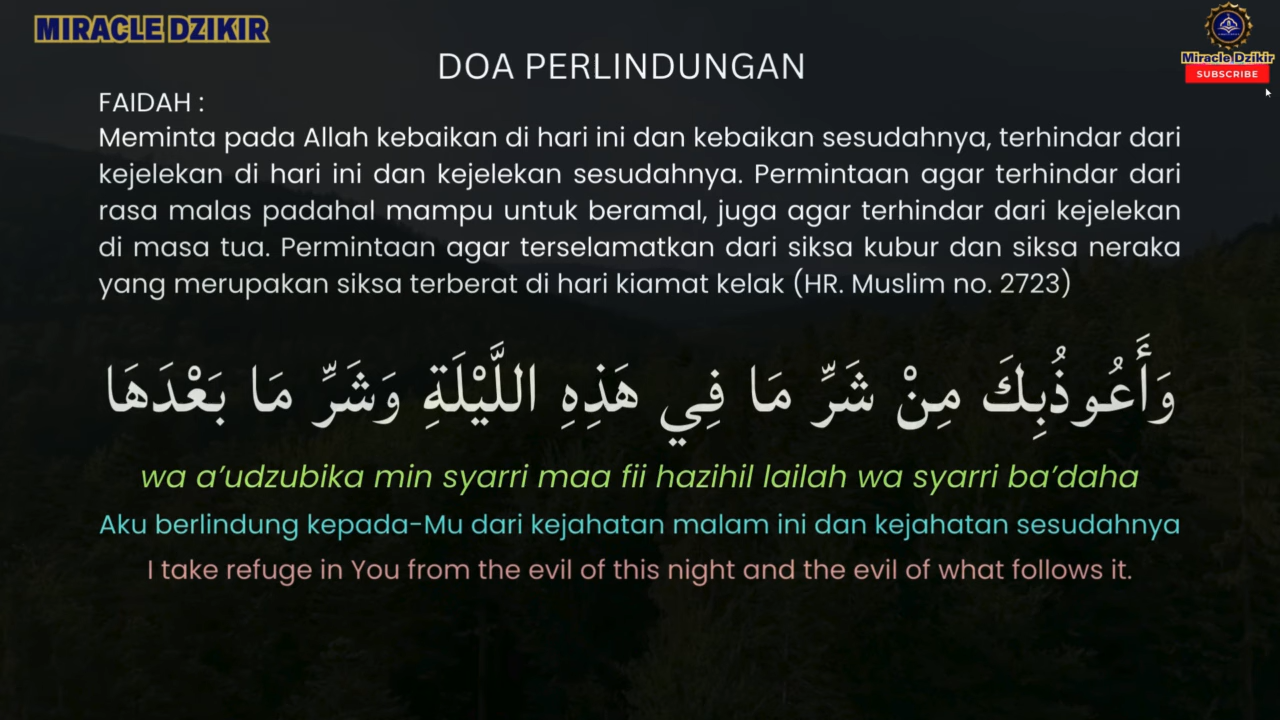 MIRACLE DZIKIR
Miracle Dzikir
SUBSCRIBE
DOA PERLINDUNGAN
FAIDAH :
Meminta pada Allah kebaikan di hari ini dan kebaikan sesudahnya, terhindar dari
kejelekan di hari ini dan kejelekan sesudahnya. Permintaan agar terhindar dari
rasa malas padahal mampu untuk beramal, juga agar terhindar dari kejelekan
di masa tua. Permintaan agar terselamatkan dari siksa kubur dan siksa neraka
yang merupakan siksa terberat di hari kiamat kelak (HR. Muslim no. 2723)
وَأَعُوذُبِكَ مِنْ شَرِّ مَا فِي هَذِهِ اللَّيْلَةِ وَشَرِّ مَا بَعْدَهَا
wa a’udzubika min syarri maa fii hazihil lailah wa syarri ba’daha
Aku berlindung kepada-Mu dari kejahatan malam ini dan kejahatan sesudahnya
I take refuge in You from the evil of this night and the evil of what follows it.